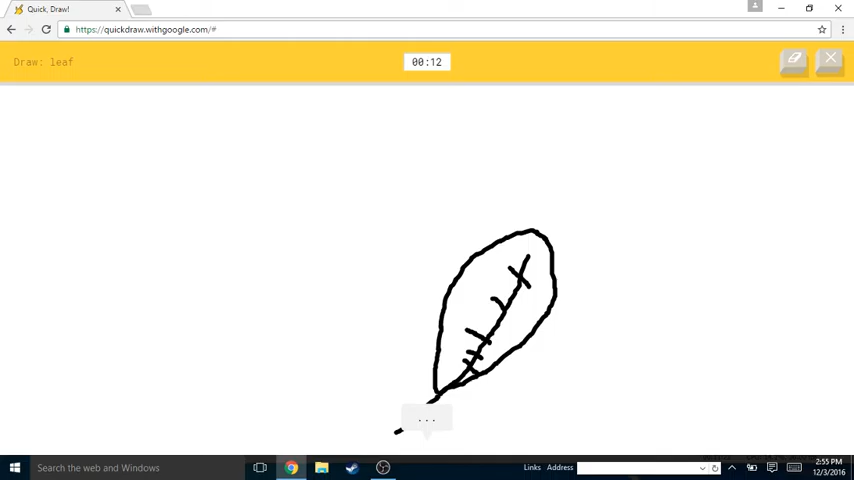 Quick, Draw!
https://quickdraw.withgoogle.com/#
Draw: leaf
00:12
...
Search the web and Windows
Links
Address
2:55 PM
12/3/2016